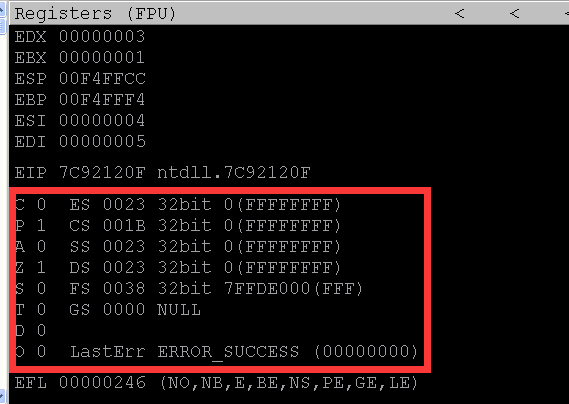 Registers (FPU) < < <
EDX 00000003
EBX 00000001
ESP 00F4FFCC
EBP 00F4FFF4
ESI 00000004
EDI 00000005
EIP 7C92120F ntdll.7C92120F
C 0 ES 0023 32bit 0(FFFFFFFF)
P 1 CS 001B 32bit 0(FFFFFFFF)
A 0 SS 0023 32bit 0(FFFFFFFF)
Z 1 DS 0023 32bit 0(FFFFFFFF)
S 0 FS 0038 32bit 7FFDE000(FFF)
T 0 GS 0000 NULL
D 0
O 0 LastErr ERROR_SUCCESS (00000000)
EFL 00000246 (NO,NB,E,BE,NS,PE,GE,LE)